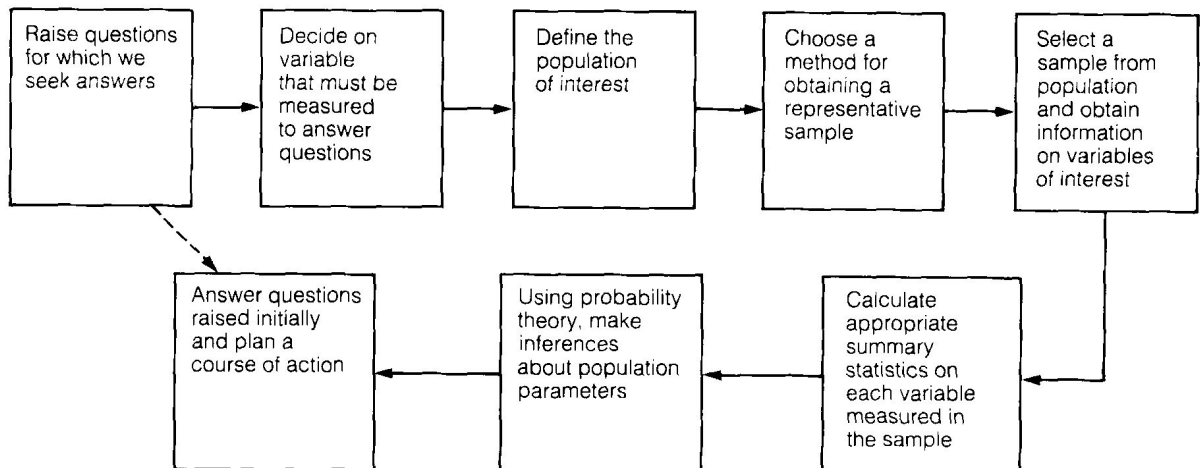 Raise questions
for which we
seek answers
Decide on
variable
that must be
measured
to answer
questions
Define the
population
of interest
Choose a
method for
obtaining a
representative
sample
Select a
sample from
population
and obtain
information
on variables
of interest
Answer questions
raised initially
and plan a
course of action
Using probability
theory, make
inferences
about population
parameters
Calculate
appropriate
summary
statistics on
each variable
measured in
the sample